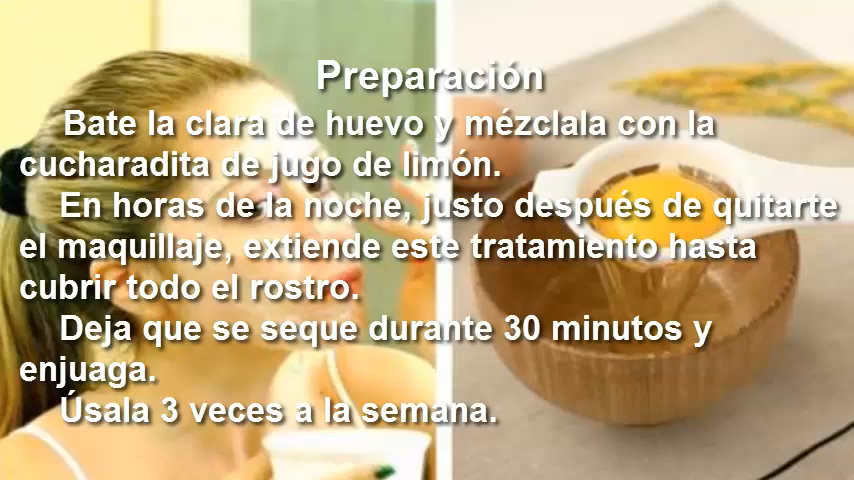 Preparación
Bate la clara de huevo y mézclala con la
cucharadita de jugo de limón.
En horas de la noche, justo después de quitarte
el maquillaje, extiende este tratamiento hasta
cubrir todo el rostro.
Deja que se seque durante 30 minutos y
enjuaga.
Úsala 3 veces a la semana.